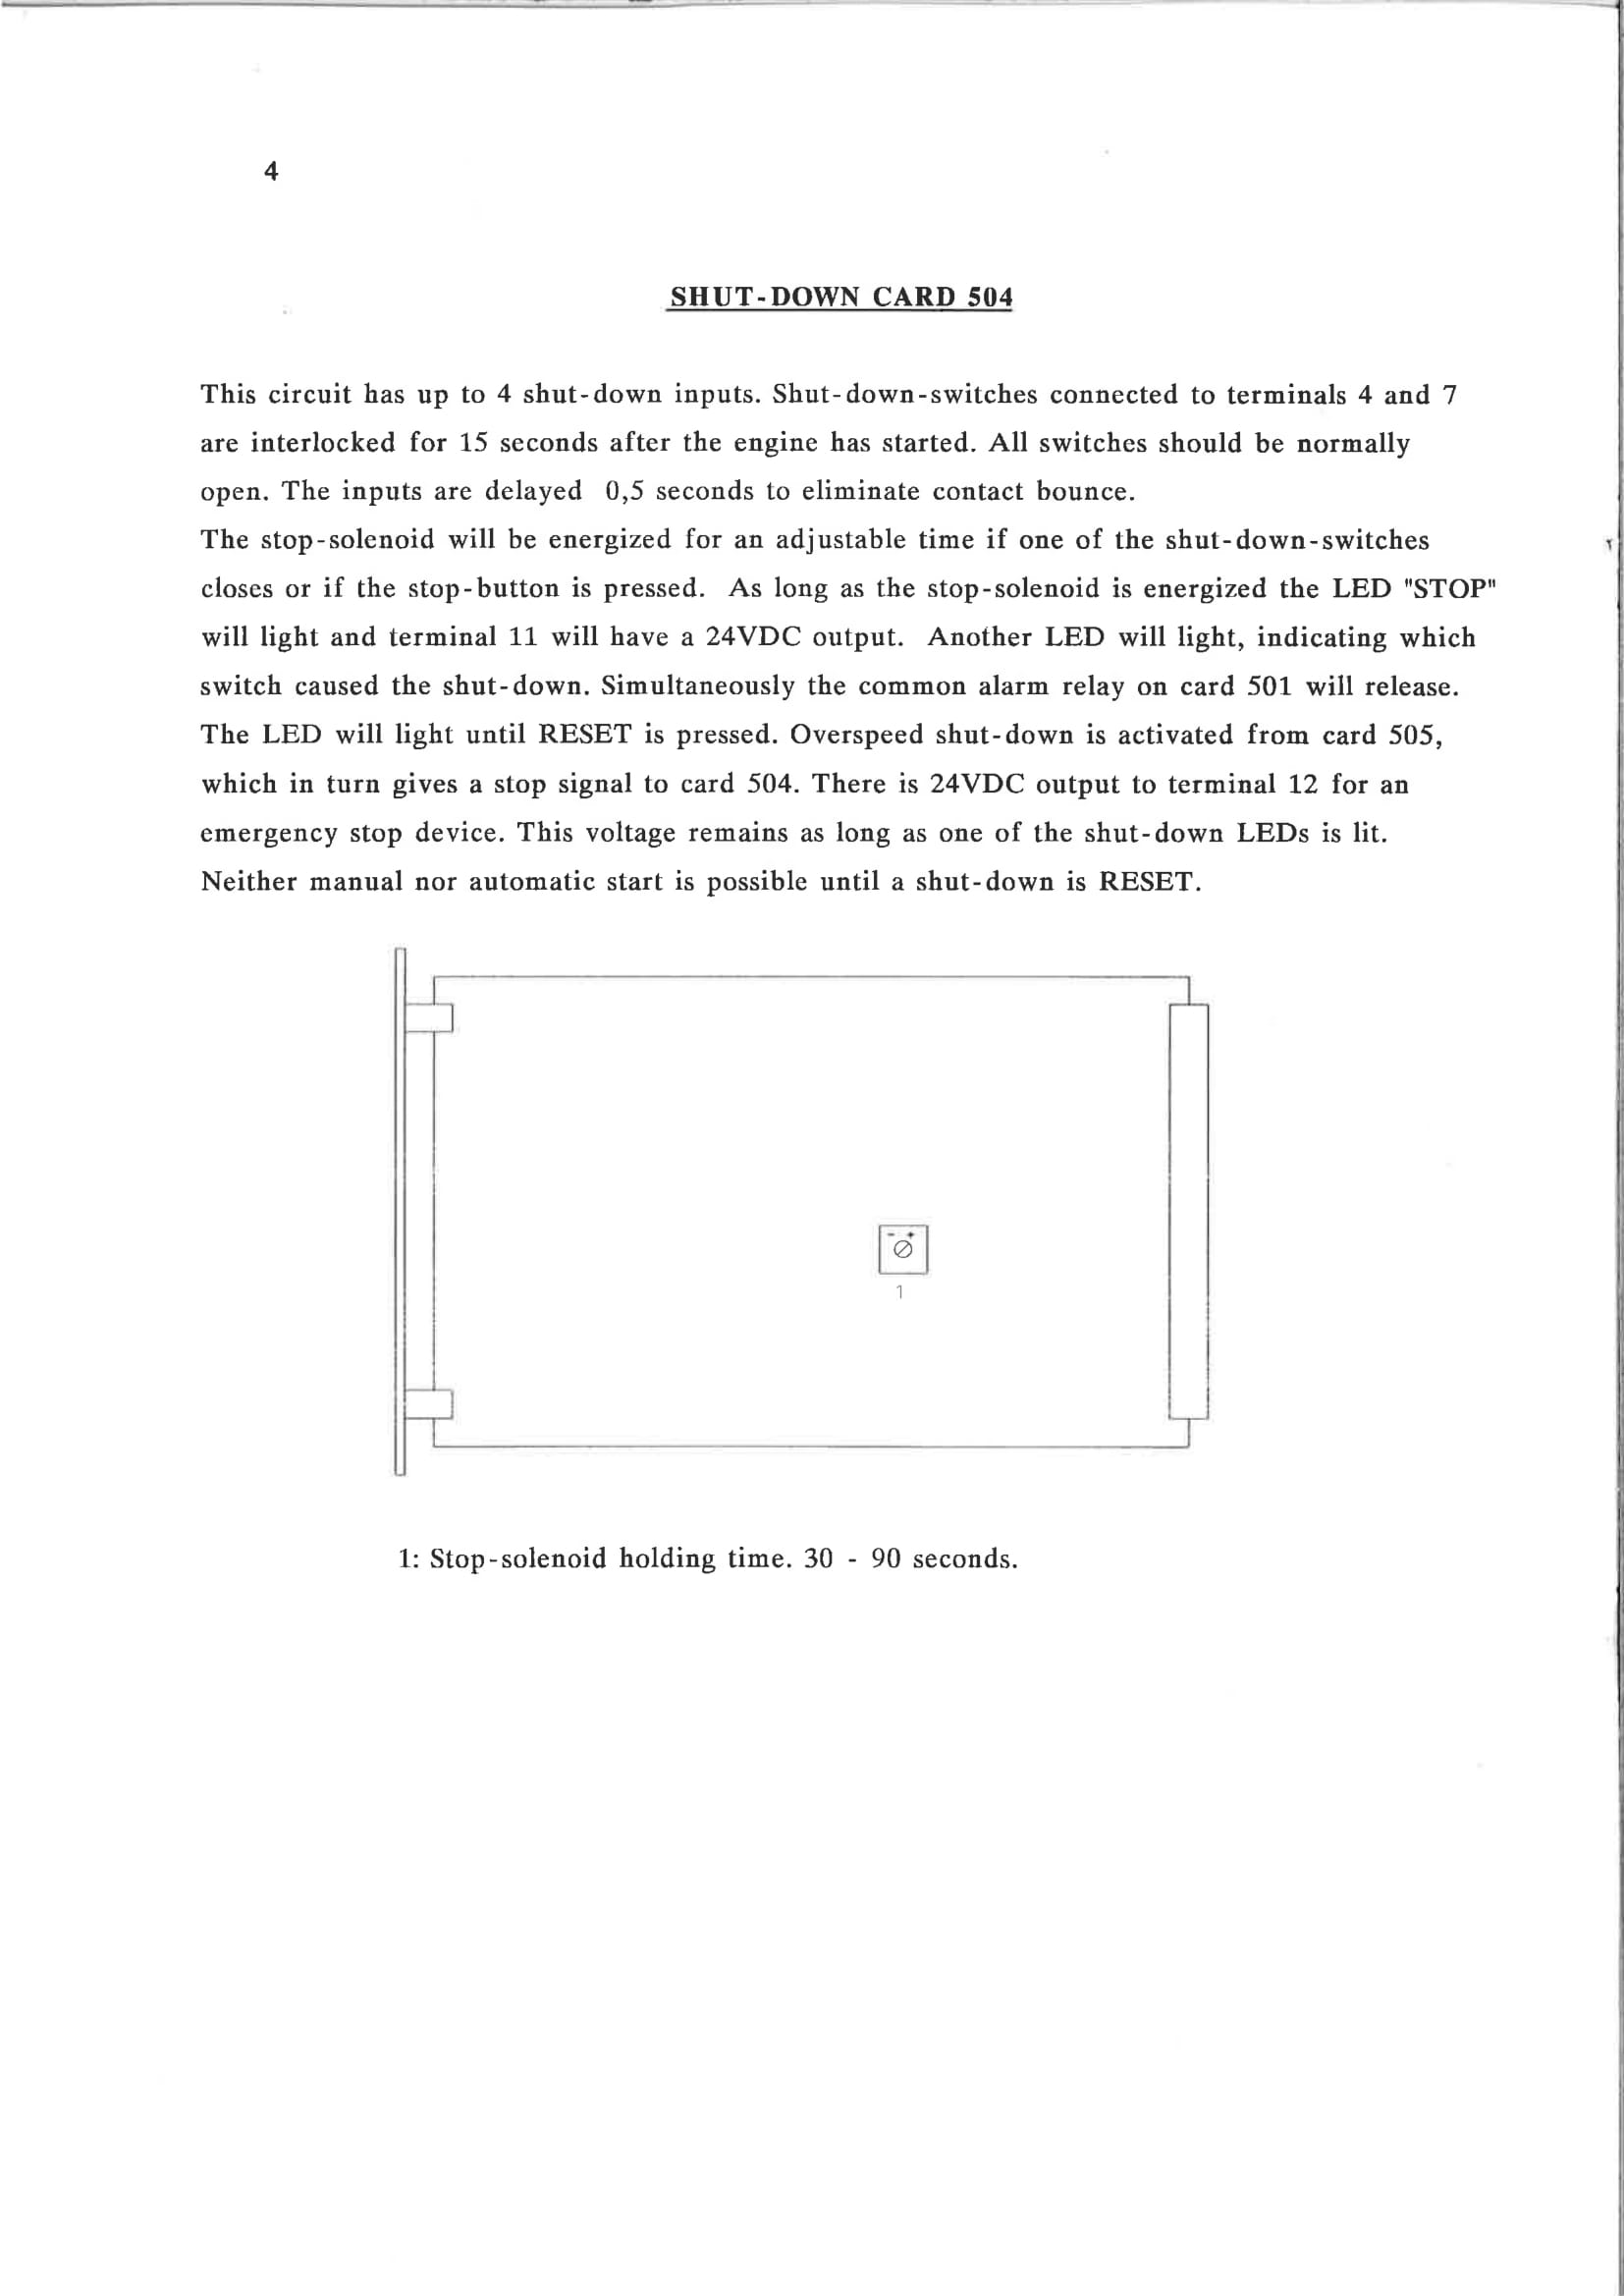 4
SHUT-DOWN CARD 504
This circuit has up to 4 shut-down inputs. Shut-down-switches connected to terminals 4 and 7
are interlocked for 15 seconds after the engine has started. All switches should be normally
open. The inputs are delayed 0,5 seconds to eliminate contact bounce.
The stop-solenoid will be energized for an adjustable time if one of the shut-down-switches
closes or if the stop-button is pressed. As long as the stop-solenoid is energized the LED "STOP"
will light and terminal 11 will have a 24VDC output. Another LED will light, indicating which
switch caused the shut-down. Simultaneously the common alarm relay on card 501 will release.
The LED will light until RESET is pressed. Overspeed shut-down is activated from card 505,
which in turn gives a stop signal to card 504. There is 24VDC output to terminal 12 for an
emergency stop device. This voltage remains as long as one of the shut-down LEDs is lit.
Neither manual nor automatic start is possible until a shut-down is RESET.
- +
1
1: Stop-solenoid holding time. 30 - 90 seconds.